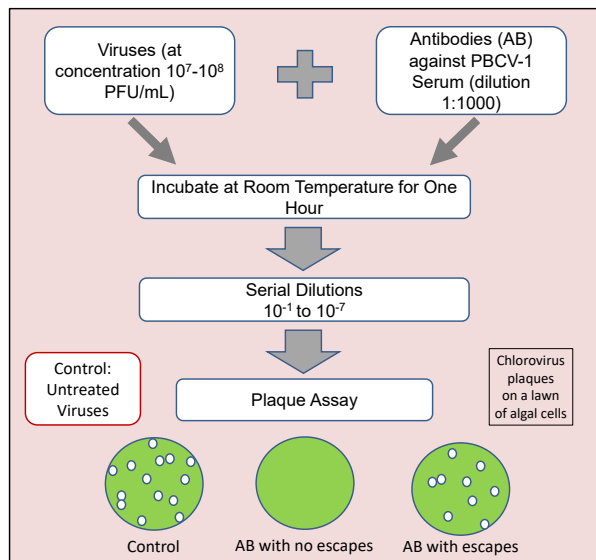 Viruses (at
concentration 10⁷-10⁸
PFU/mL)
Antibodies (AB)
against PBCV-1
Serum (dilution
1:1000)
Incubate at Room Temperature for One
Hour
Serial Dilutions
10⁻¹ to 10⁻⁷
Control:
Untreated
Viruses
Plaque Assay
Chlorovirus
plaques
on a lawn
of algal cells
Control
AB with no escapes
AB with escapes